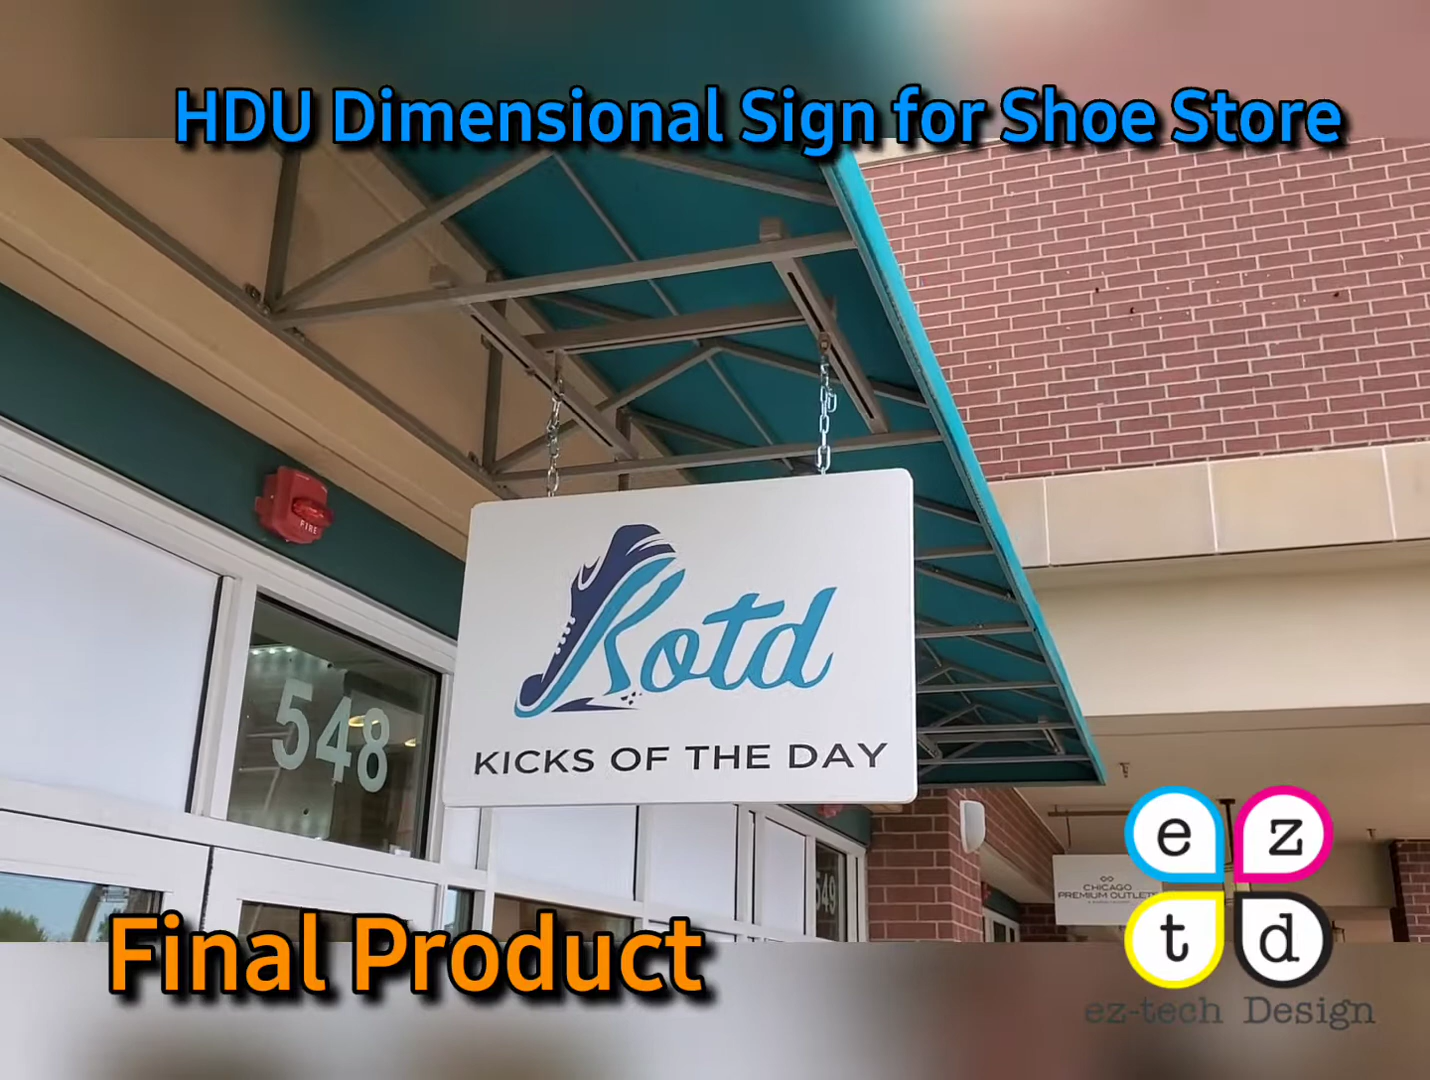 HDU Dimensional Sign for Shoe Store
FIRE
Kotd
KICKS OF THE DAY
548
549
CHICAGO
PREMIUM OUTLETS
e z
t d
ez-tech Design
Final Product